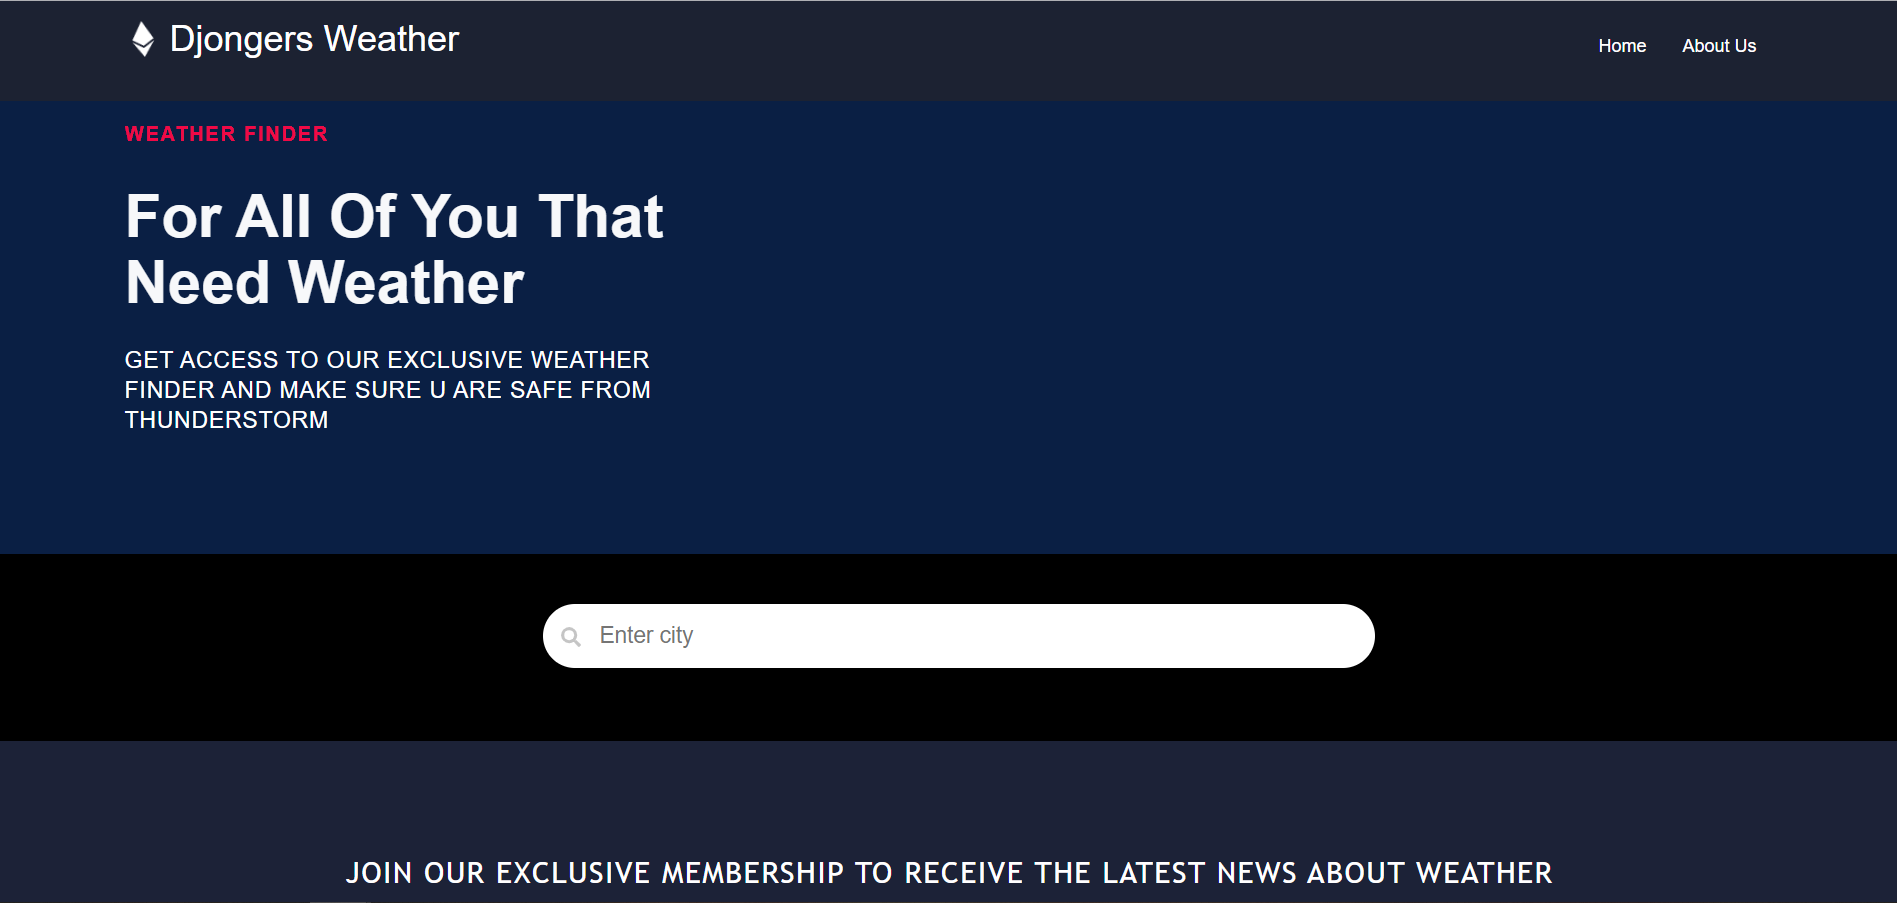 Djongers Weather
Home
About Us
WEATHER FINDER
For All Of You That
Need Weather
GET ACCESS TO OUR EXCLUSIVE WEATHER
FINDER AND MAKE SURE U ARE SAFE FROM
THUNDERSTORM
Enter city
JOIN OUR EXCLUSIVE MEMBERSHIP TO RECEIVE THE LATEST NEWS ABOUT WEATHER